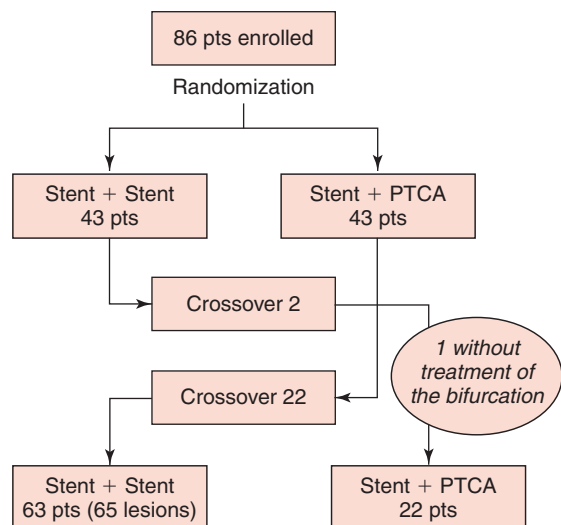 86 pts enrolled
Randomization
Stent + Stent
43 pts
Stent + PTCA
43 pts
Crossover 2
1 without
treatment of
the bifurcation
Crossover 22
Stent + Stent
63 pts (65 lesions)
Stent + PTCA
22 pts